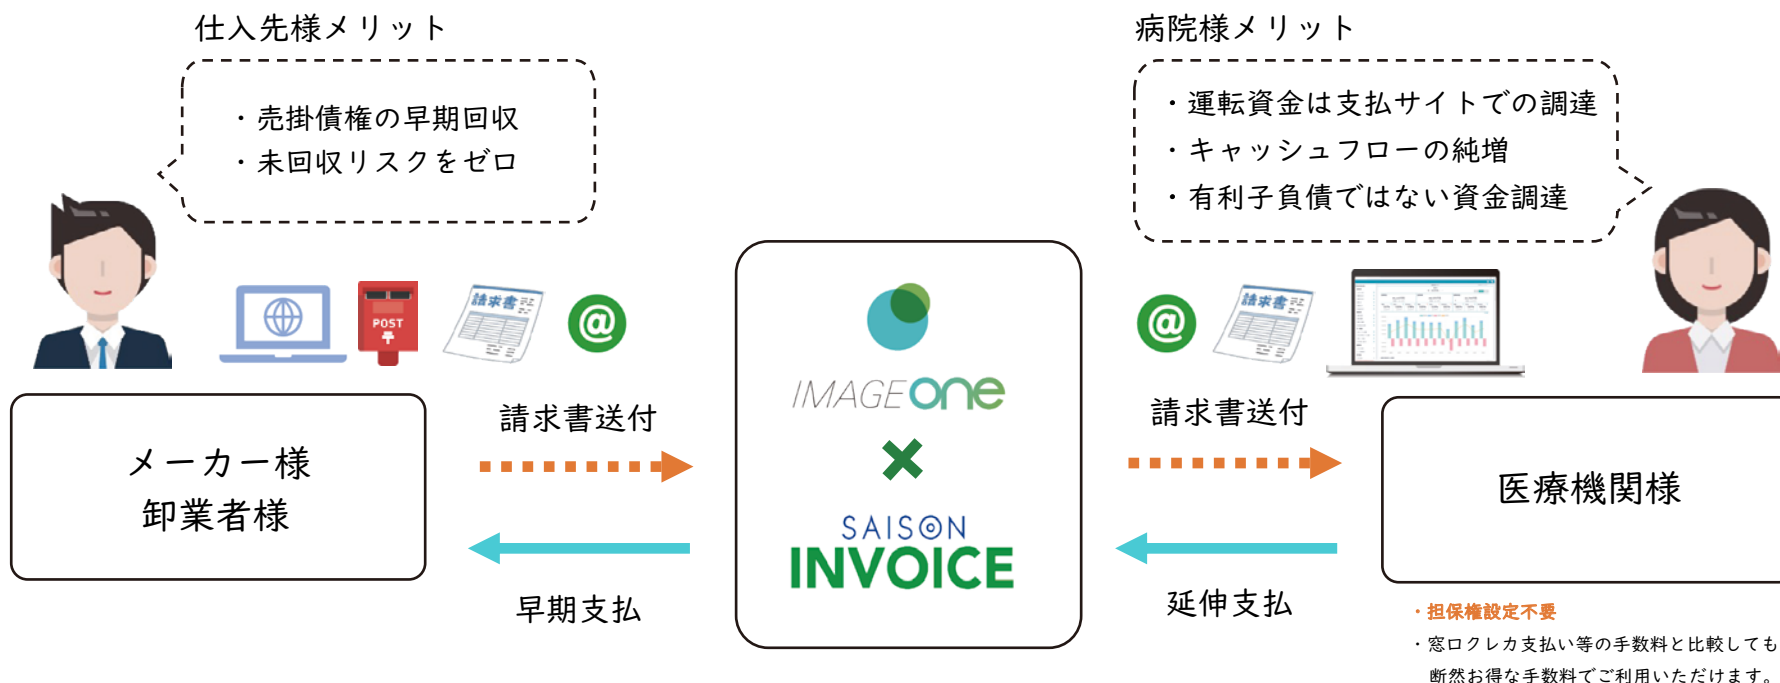 仕入先様メリット
・売掛債権の早期回収
・未回収リスクをゼロ
病院様メリット
・運転資金は支払サイトでの調達
・キャッシュフローの純増
・有利子負債ではない資金調達
POST
請求書
@
@
請求書
メーカー様
卸業者様
請求書送付
早期支払
IMAGE one
×
SAISON
INVOICE
請求書送付
延伸支払
医療機関様
・担保権設定不要
・窓口クレカ支払い等の手数料と比較しても
断然お得な手数料でご利用いただけます。